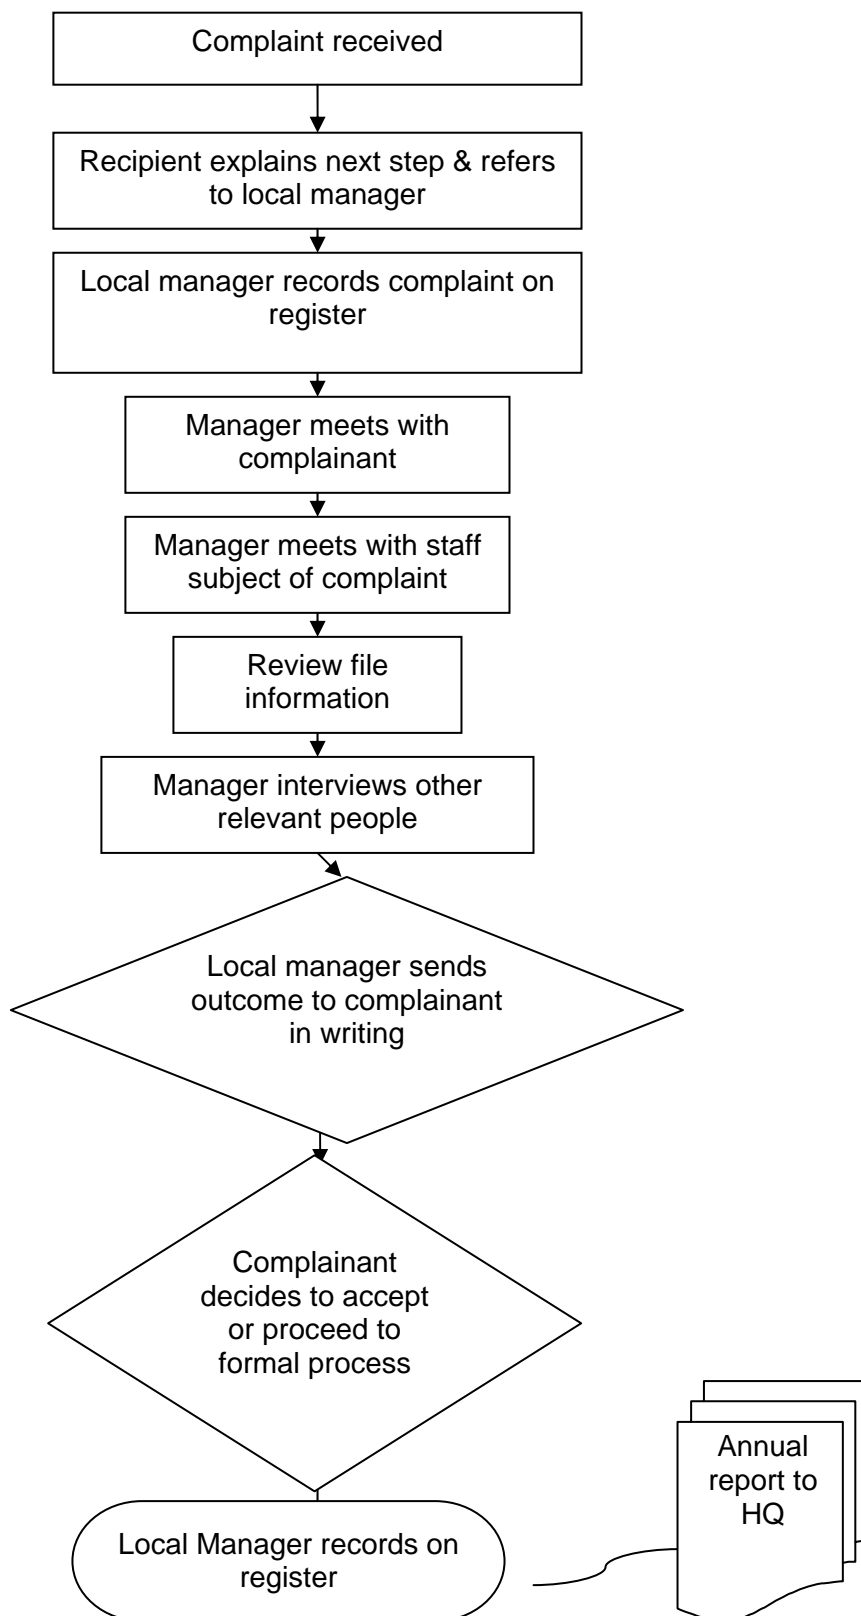 Complaint received
Recipient explains next step & refers
to local manager
Local manager records complaint on
register
Manager meets with
complainant
Manager meets with staff
subject of complaint
Review file
information
Manager interviews other
relevant people
Local manager sends
outcome to complainant
in writing
Complainant
decides to accept
or proceed to
formal process
Annual
report to
HQ
Local Manager records on
register